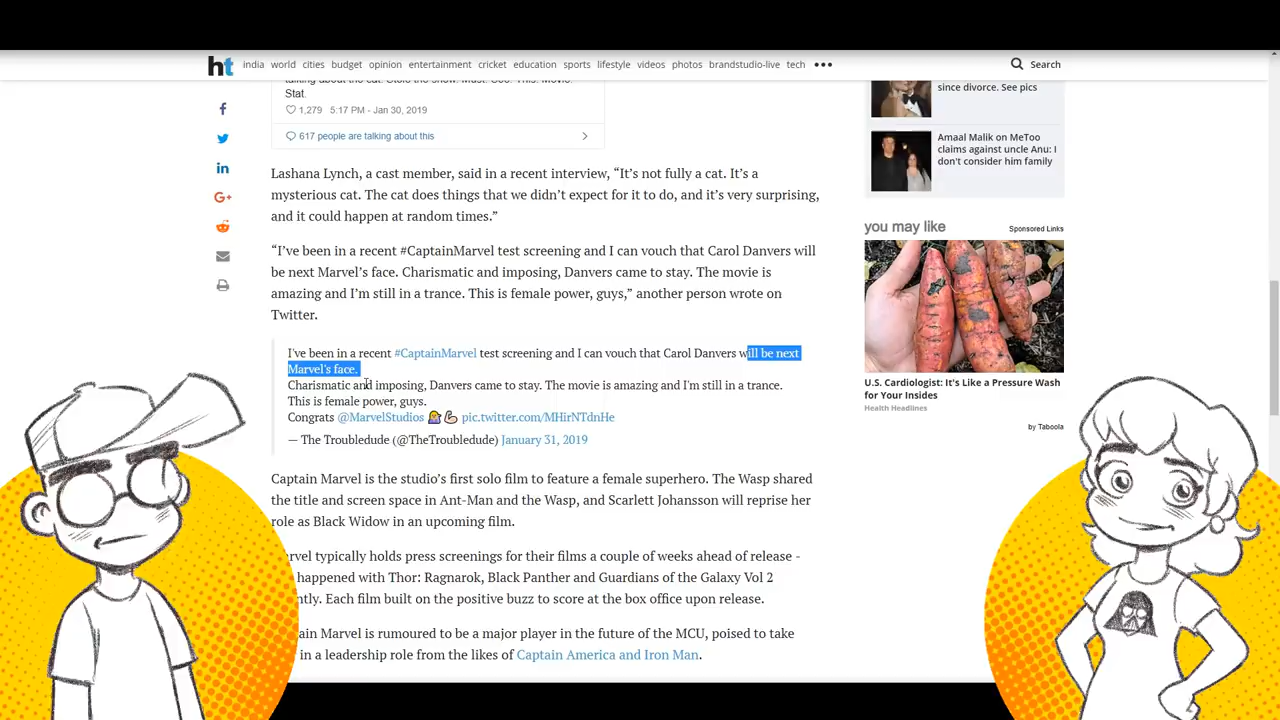 ht india world cities budget opinion entertainment cricket education sports lifestyle videos photos brandstudio-live tech ••• Search
Stat.
1,279 5:17 PM - Jan 30, 2019
617 people are talking about this
Lashana Lynch, a cast member, said in a recent interview, “It’s not fully a cat. It’s a
mysterious cat. The cat does things that we didn’t expect for it to do, and it’s very surprising,
and it could happen at random times.”
“I’ve been in a recent #CaptainMarvel test screening and I can vouch that Carol Danvers will
be next Marvel’s face. Charismatic and imposing, Danvers came to stay. The movie is
amazing and I’m still in a trance. This is female power, guys,” another person wrote on
Twitter.
I've been in a recent #CaptainMarvel test screening and I can vouch that Carol Danvers will be next
Marvel's face.
Charismatic and imposing, Danvers came to stay. The movie is amazing and I'm still in a trance.
This is female power, guys.
Congrats @MarvelStudios pic.twitter.com/MHirNTdnHe
— The Troubledude (@TheTroubledude) January 31, 2019
Captain Marvel is the studio’s first solo film to feature a female superhero. The Wasp shared
the title and screen space in Ant-Man and the Wasp, and Scarlett Johansson will reprise her
role as Black Widow in an upcoming film.
rvel typically holds press screenings for their films a couple of weeks ahead of release -
happened with Thor: Ragnarok, Black Panther and Guardians of the Galaxy Vol 2
ntly. Each film built on the positive buzz to score at the box office upon release.
ain Marvel is rumoured to be a major player in the future of the MCU, poised to take
in a leadership role from the likes of Captain America and Iron Man.
since divorce. See pics
Amaal Malik on MeToo
claims against uncle Anu: I
don't consider him family
you may like
Sponsored Links
U.S. Cardiologist: It's Like a Pressure Wash
for Your Insides
Health Headlines
by Taboola